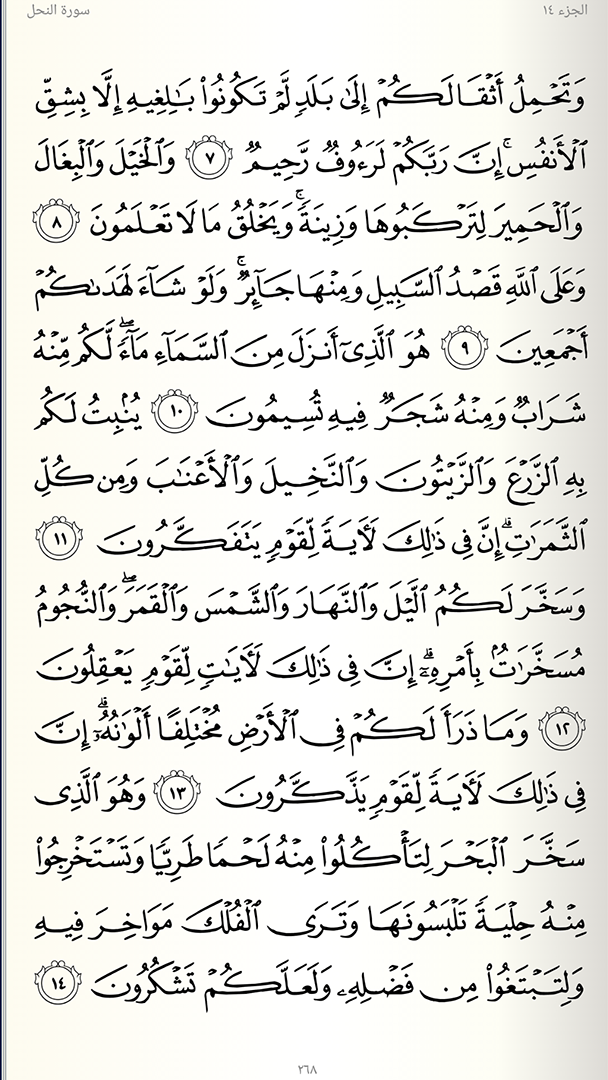 الجزء ١٤
سورة النحل
وَتَحْمِلُ أَثْقَالَكُمْ إِلَىٰ بَلَدٍ لَّمْ تَكُونُوا۟ بَـٰلِغِيهِ إِلَّا بِشِقِّ
ٱلْأَنفُسِ ۚ إِنَّ رَبَّكُمْ لَرَءُوفٌ رَّحِيمٌ ٧ وَٱلْخَيْلَ وَٱلْبِغَالَ
وَٱلْحَمِيرَ لِتَرْكَبُوهَا وَزِينَةً ۚ وَيَخْلُقُ مَا لَا تَعْلَمُونَ ٨
وَعَلَى ٱللَّهِ قَصْدُ ٱلسَّبِيلِ وَمِنْهَا جَآئِرٌ ۚ وَلَوْ شَآءَ لَهَدَىٰكُمْ
أَجْمَعِينَ ٩ هُوَ ٱلَّذِىٓ أَنزَلَ مِنَ ٱلسَّمَآءِ مَآءً ۖ لَّكُم مِّنْهُ
شَرَابٌ وَمِنْهُ شَجَرٌ فِيهِ تُسِيمُونَ ١٠ يُنۢبِتُ لَكُم
بِهِ ٱلزَّرْعَ وَٱلزَّيْتُونَ وَٱلنَّخِيلَ وَٱلْأَعْنَـٰبَ وَمِن كُلِّ
ٱلثَّمَرَٰتِ ۗ إِنَّ فِى ذَٰلِكَ لَـَٔايَةً لِّقَوْمٍ يَتَفَكَّرُونَ ١١
وَسَخَّرَ لَكُمُ ٱلَّيْلَ وَٱلنَّهَارَ وَٱلشَّمْسَ وَٱلْقَمَرَ ۖ وَٱلنُّجُومُ
مُسَخَّرَٰتٌۢ بِأَمْرِهِۦٓ ۗ إِنَّ فِى ذَٰلِكَ لَـَٔايَـٰتٍ لِّقَوْمٍ يَعْقِلُونَ
١٢ وَمَا ذَرَأَ لَكُمْ فِى ٱلْأَرْضِ مُخْتَلِفًا أَلْوَٰنُهُۥٓ ۗ إِنَّ
فِى ذَٰلِكَ لَـَٔايَةً لِّقَوْمٍ يَذَّكَّرُونَ ١٣ وَهُوَ ٱلَّذِى
سَخَّرَ ٱلْبَحْرَ لِتَأْكُلُوا۟ مِنْهُ لَحْمًا طَرِيًّا وَتَسْتَخْرِجُوا۟
مِنْهُ حِلْيَةً تَلْبَسُونَهَا وَتَرَى ٱلْفُلْكَ مَوَاخِرَ فِيهِ
وَلِتَبْتَغُوا۟ مِن فَضْلِهِۦ وَلَعَلَّكُمْ تَشْكُرُونَ ١٤
٢٦٨